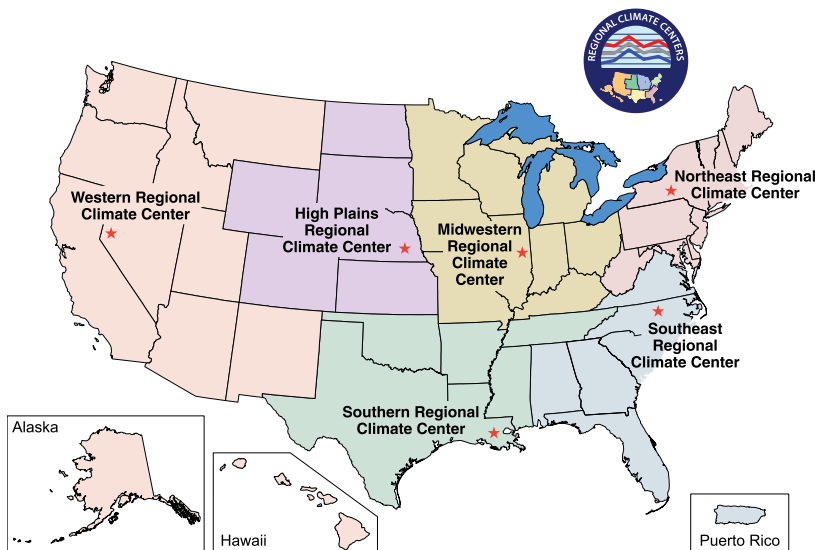 REGIONAL CLIMATE CENTERS
Northeast Regional
Climate Center
Western Regional
Climate Center
High Plains
Regional
Climate Center
Midwestern
Regional
Climate
Center
Southeast
Regional
Climate Center
Southern Regional
Climate Center
Alaska
Hawaii
Puerto Rico